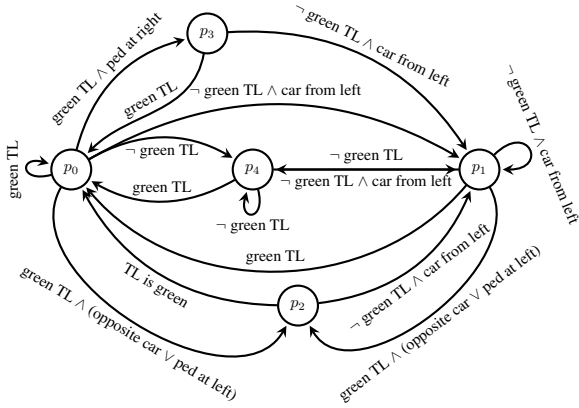 p3
¬ green TL ∧ car from left
green TL ∧ ped at right
green TL
¬ green TL ∧ car from left
¬ green TL ∧ car from left
green TL
p0
¬ green TL
p4
¬ green TL
p1
¬ green TL ∧ car from left
green TL
¬ green TL
green TL
TL is green
p2
¬ green TL ∧ car from left
green TL ∧ (opposite car ∨ ped at left)
green TL ∧ (opposite car ∨ ped at left)